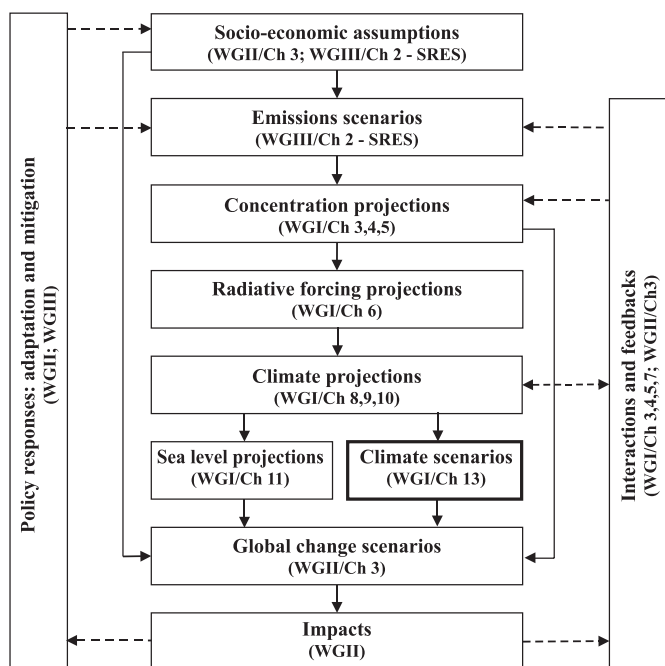 Socio-economic assumptions
(WGII/Ch 3; WGIII/Ch 2 - SRES)
Emissions scenarios
(WGIII/Ch 2 - SRES)
Concentration projections
(WGI/Ch 3,4,5)
Radiative forcing projections
(WGI/Ch 6)
Climate projections
(WGI/Ch 8,9,10)
Sea level projections
(WGI/Ch 11)
Climate scenarios
(WGI/Ch 13)
Global change scenarios
(WGII/Ch 3)
Impacts
(WGII)
Policy responses: adaptation and mitigation
(WGII; WGIII)
Interactions and feedbacks
(WGI/Ch 3,4,5,7; WGII/Ch3)